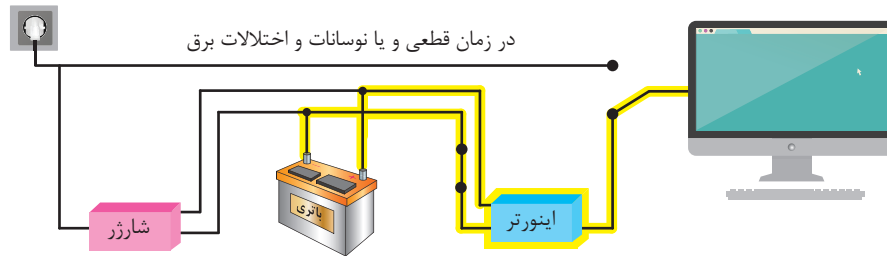 در زمان قطعی و یا نوسانات و اختلالات برق
باتری
اینورتر
شارژر